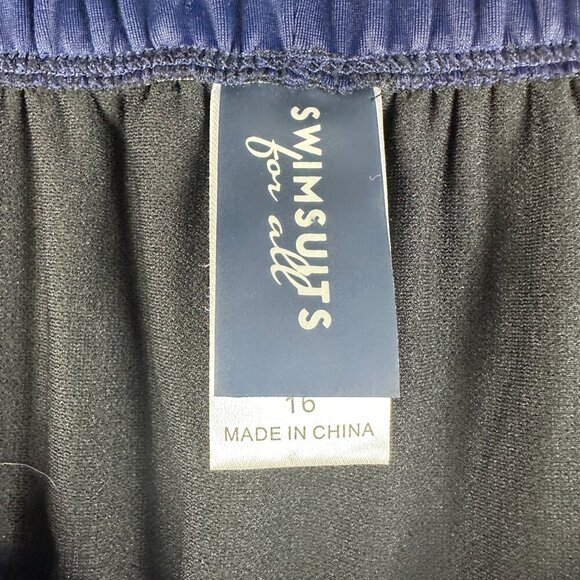 SWIMSUITS
for all
16
MADE IN CHINA